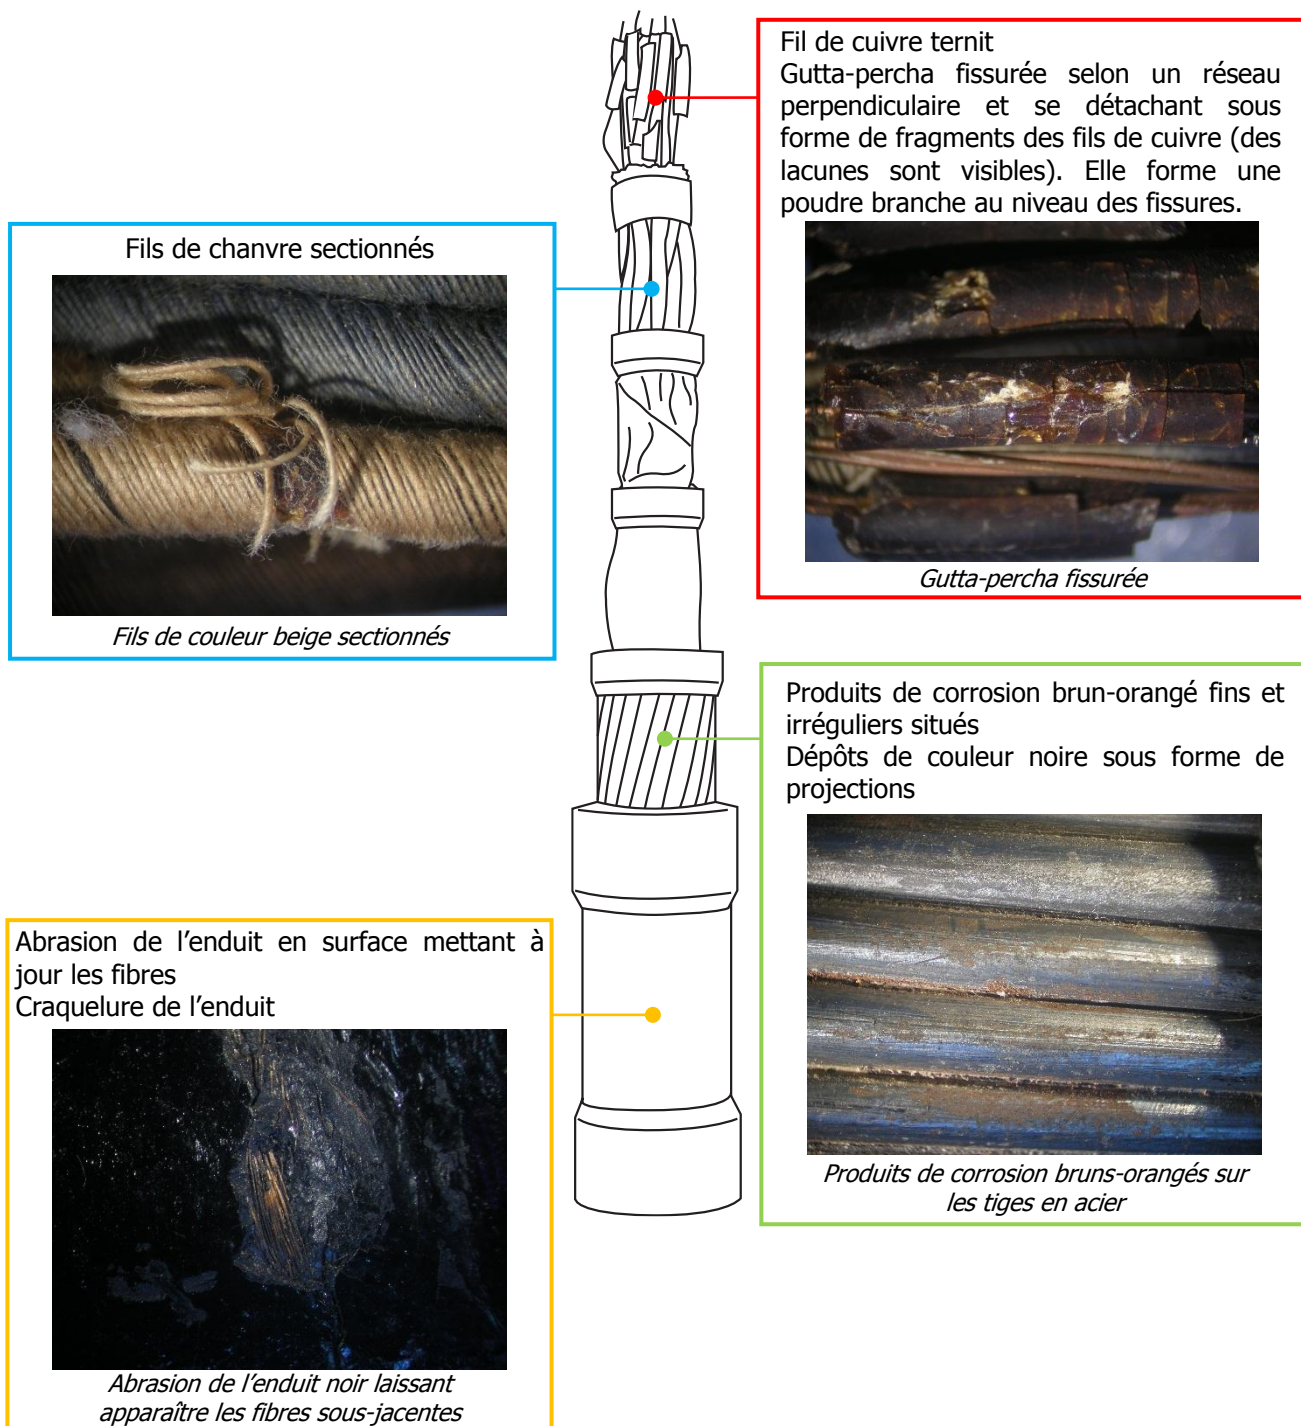 Fil de cuivre ternit
Gutta-percha fissurée selon un réseau
perpendiculaire et se détachant sous
forme de fragments des fils de cuivre (des
lacunes sont visibles). Elle forme une
poudre branche au niveau des fissures.
Gutta-percha fissurée
Fils de chanvre sectionnés
Fils de couleur beige sectionnés
Produits de corrosion brun-orangé fins et
irréguliers situés
Dépôts de couleur noire sous forme de
projections
Produits de corrosion bruns-orangés sur
les tiges en acier
Abrasion de l’enduit en surface mettant à
jour les fibres
Craquelure de l’enduit
Abrasion de l’enduit noir laissant
apparaître les fibres sous-jacentes